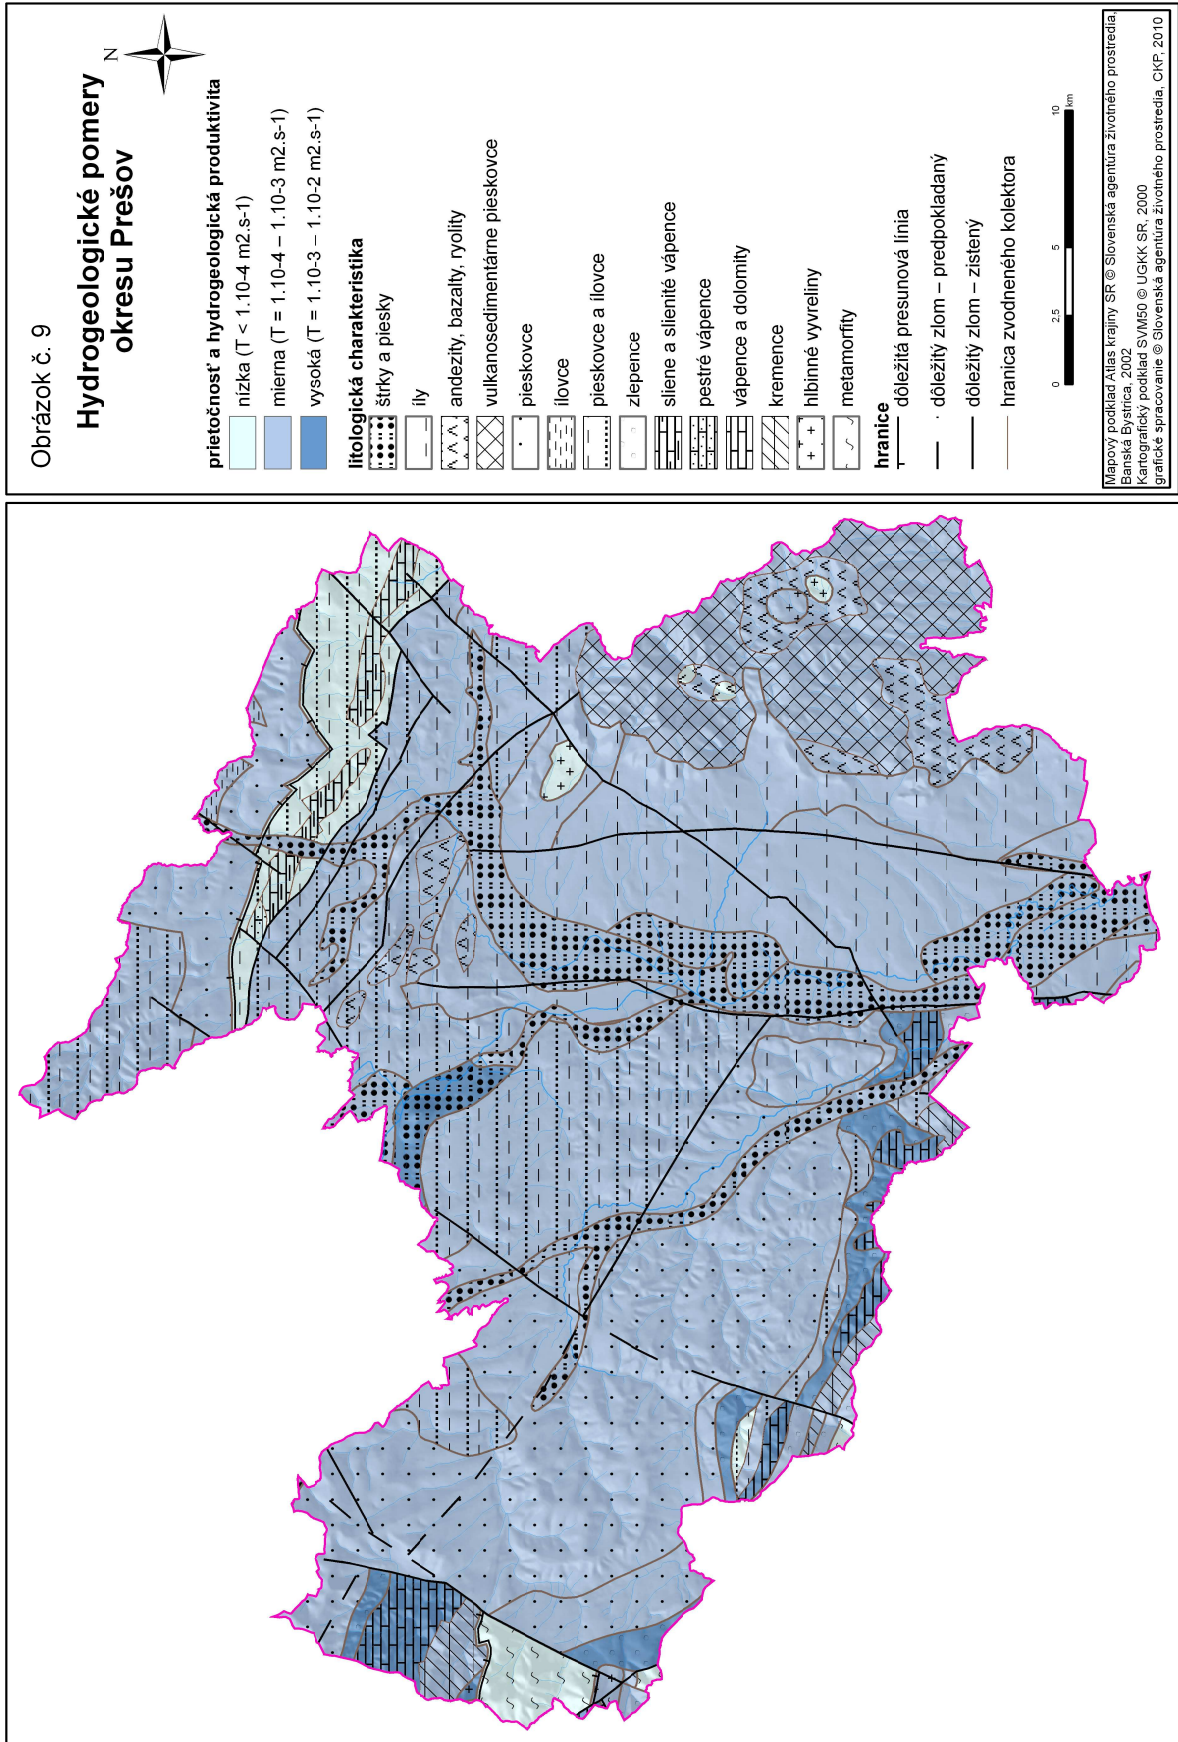 Obrázok č. 9
Hydrogeologické pomery
okresu Prešov
N
prietočnosť a hydrogeologická produktivita
nízka (T < 1.10-4 m2.s-1)
mierna (T = 1.10-4 – 1.10-3 m2.s-1)
vysoká (T = 1.10-3 – 1.10-2 m2.s-1)
litologická charakteristika
štrky a piesky
íly
andezity, bazalty, ryolity
vulkanosedimentárne pieskovce
pieskovce
ílovce
pieskovce a ílovce
zlepence
sliene a slienité vápence
pestré vápence
vápence a dolomity
kremence
hlbinné vyvreliny
metamorfity
hranice
dôležitá presunová línia
dôležitý zlom – predpokladaný
dôležitý zlom – zistený
hranica zvodneného kolektora
0 2,5 5 10
km
Mapový podklad Atlas krajiny SR © Slovenská agentúra životného prostredia,
Banská Bystrica, 2002
Kartografický podklad SVM50 © UGKK SR, 2000
grafické spracovanie © Slovenská agentúra životného prostredia, CKP, 2010